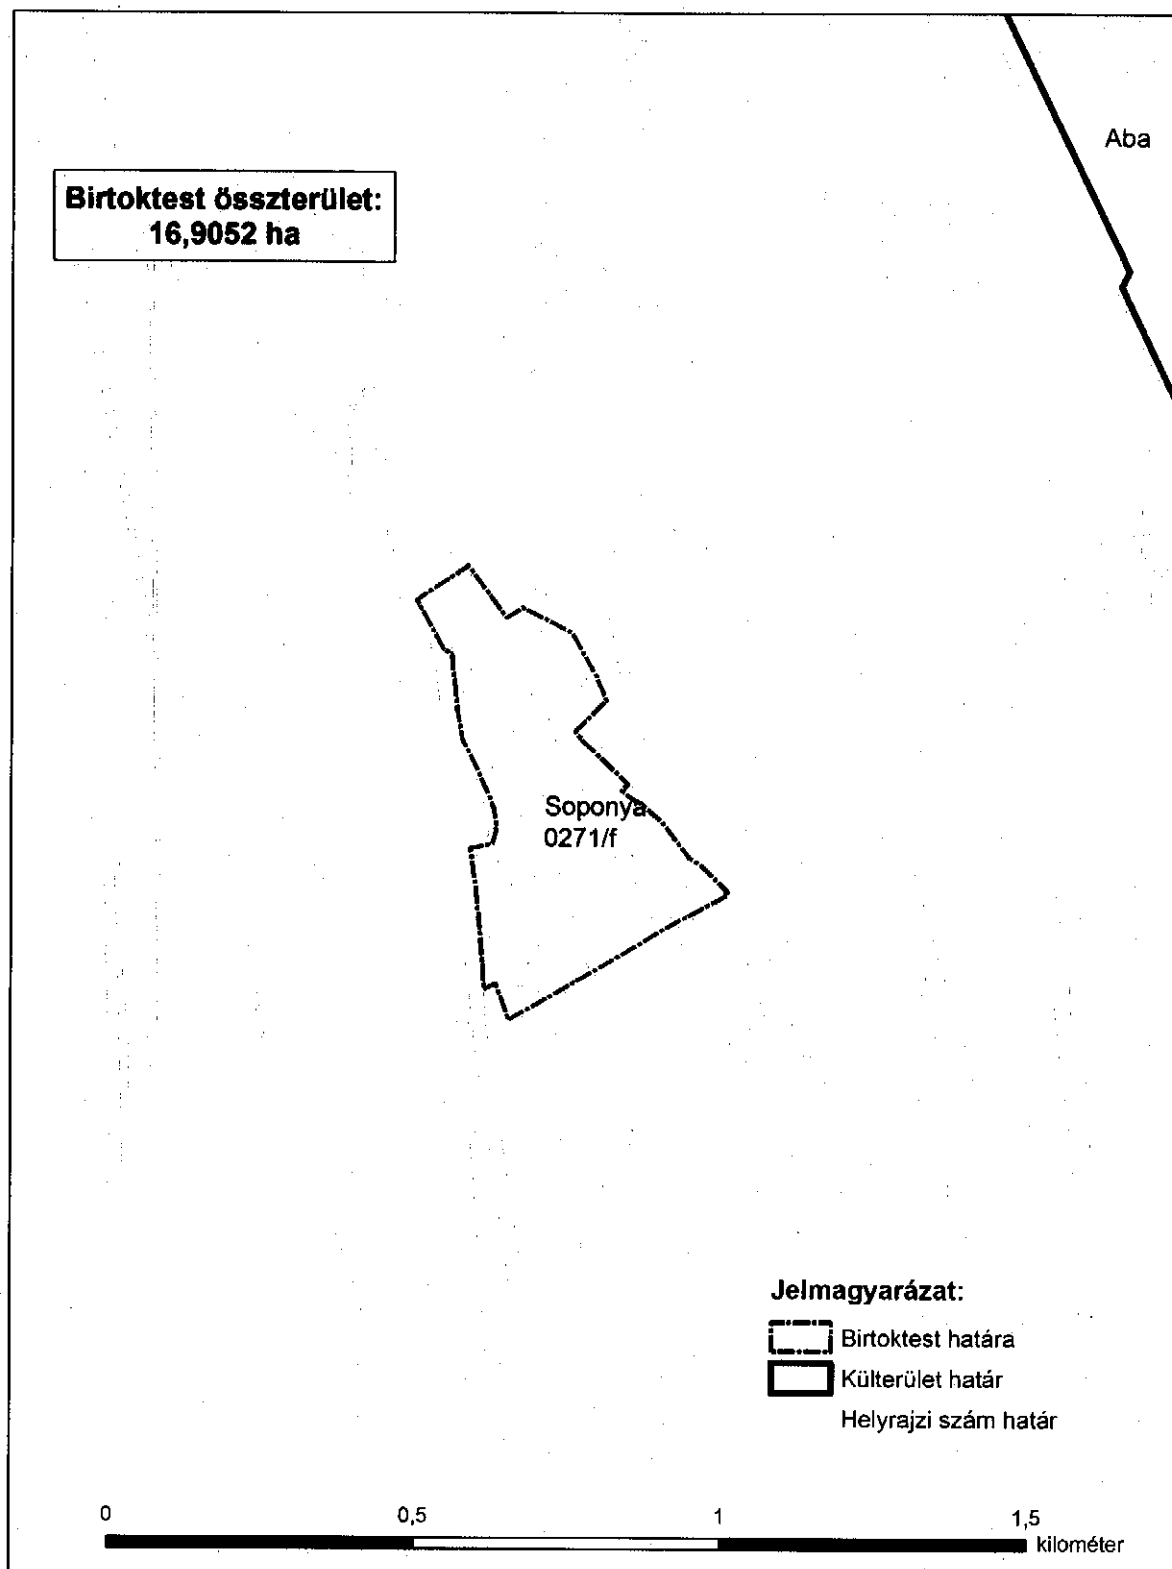 Aba
Birtoktest összterület:
16,9052 ha
Soponya
0271/f
Jelmagyarázat:
Birtoktest határa
Külterület határ
Helyrajzi szám határ
0
0,5
1
1,5
kilométer